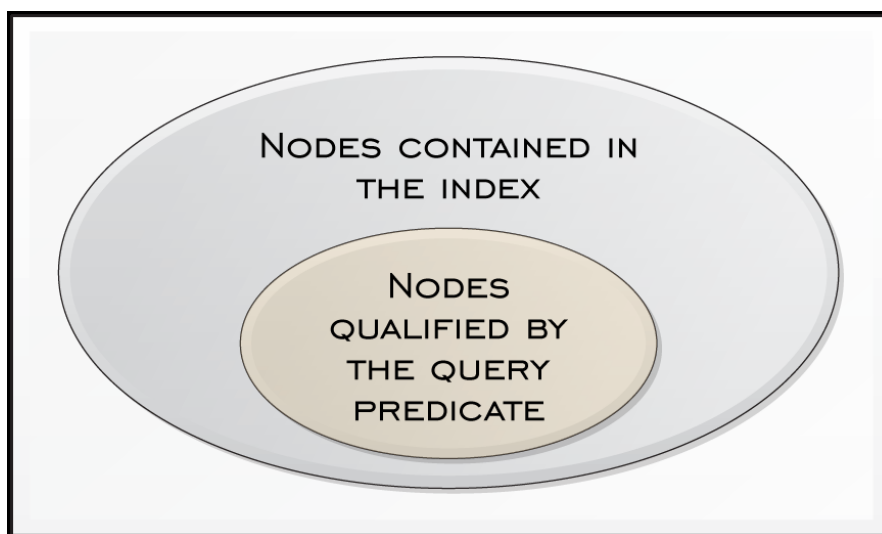 Nodes contained in
the index
Nodes
qualified by
the query
predicate